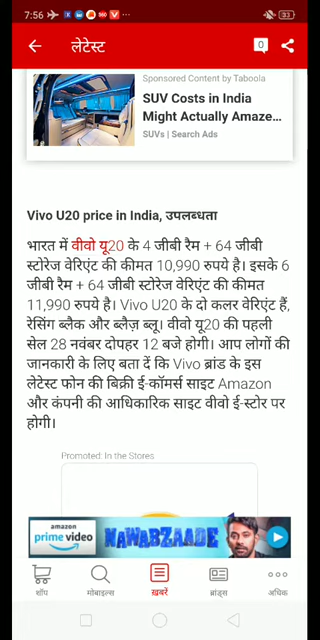 7:56
33
लेटेस्ट
0
Sponsored Content by Taboola
SUV Costs in India
Might Actually Amaze...
SUVs | Search Ads
Vivo U20 price in India, उपलब्धता
भारत में वीवो यू20 के 4 जीबी रैम + 64 जीबी
स्टोरेज वेरिएंट की कीमत 10,990 रुपये है। इसके 6
जीबी रैम + 64 जीबी स्टोरेज वेरिएंट की कीमत
11,990 रुपये है। Vivo U20 के दो कलर वेरिएंट हैं,
रेसिंग ब्लैक और ब्लैज़ ब्लू। वीवो यू20 की पहली
सेल 28 नवंबर दोपहर 12 बजे होगी। आप लोगों की
जानकारी के लिए बता दें कि Vivo ब्रांड के इस
लेटेस्ट फोन की बिक्री ई-कॉमर्स साइट Amazon
और कंपनी की आधिकारिक साइट वीवो ई-स्टोर पर
होगी।
Promoted: In the Stores
amazon
prime video
NAWABZAADE
शॉप मोबाइल्स ख़बरें ब्रांड्स अधिक